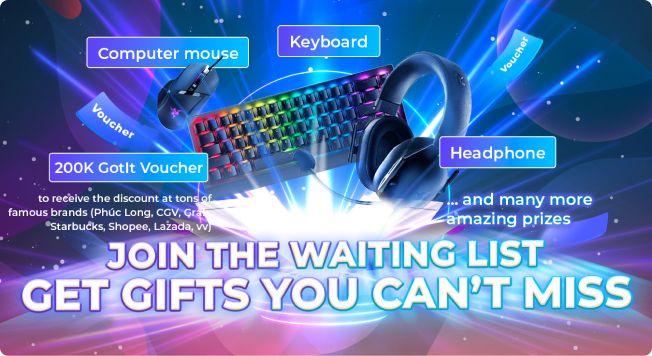 Computer mouse
Keyboard
Voucher
Voucher
Headphone
200K GotIt Voucher
to receive the discount at tons of
famous brands (Phúc Long, CGV, Grab,
Starbucks, Shopee, Lazada, vv)
... and many more
amazing prizes
JOIN THE WAITING LIST
GET GIFTS YOU CAN'T MISS